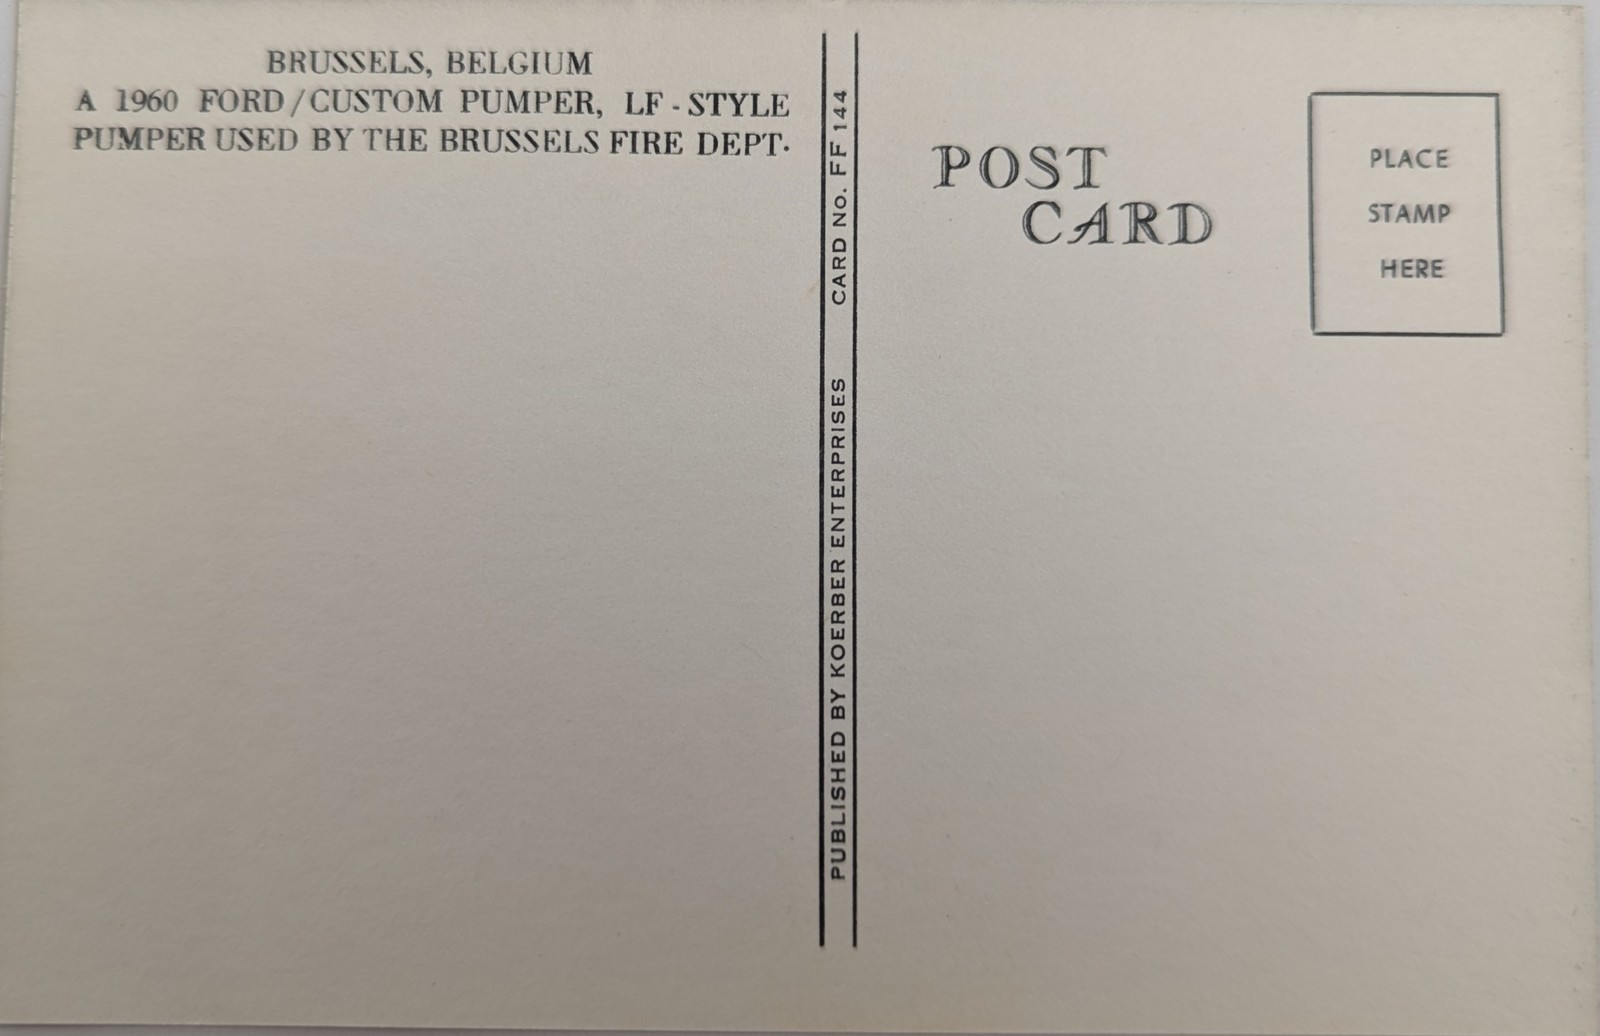 BRUSSELS, BELGIUM
A 1960 FORD/CUSTOM PUMPER, LF-STYLE
PUMPER USED BY THE BRUSSELS FIRE DEPT.
PUBLISHED BY KOERBER ENTERPRISES CARD No. FF 144
POST
CARD
PLACE
STAMP
HERE